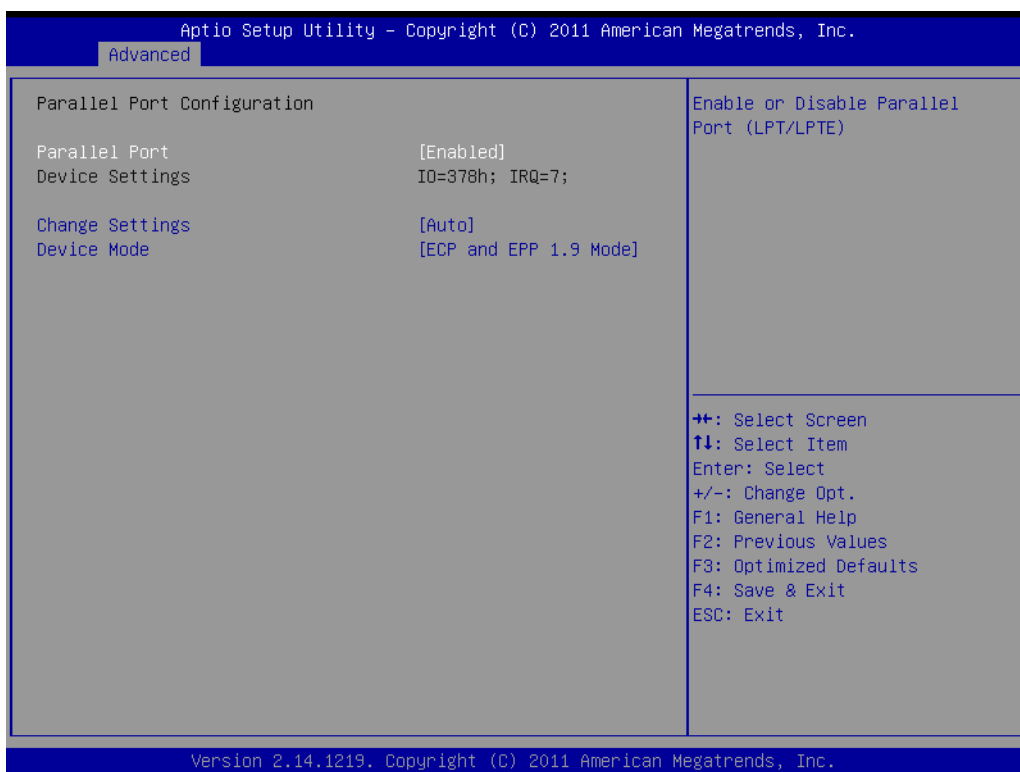 Aptio Setup Utility – Copyright (C) 2011 American Megatrends, Inc.
Advanced
Parallel Port Configuration
Parallel Port [Enabled]
Device Settings IO=378h; IRQ=7;
Change Settings [Auto]
Device Mode [ECP and EPP 1.9 Mode]
Enable or Disable Parallel
Port (LPT/LPTE)
→←: Select Screen
↑↓: Select Item
Enter: Select
+/-: Change Opt.
F1: General Help
F2: Previous Values
F3: Optimized Defaults
F4: Save & Exit
ESC: Exit
Version 2.14.1219. Copyright (C) 2011 American Megatrends, Inc.